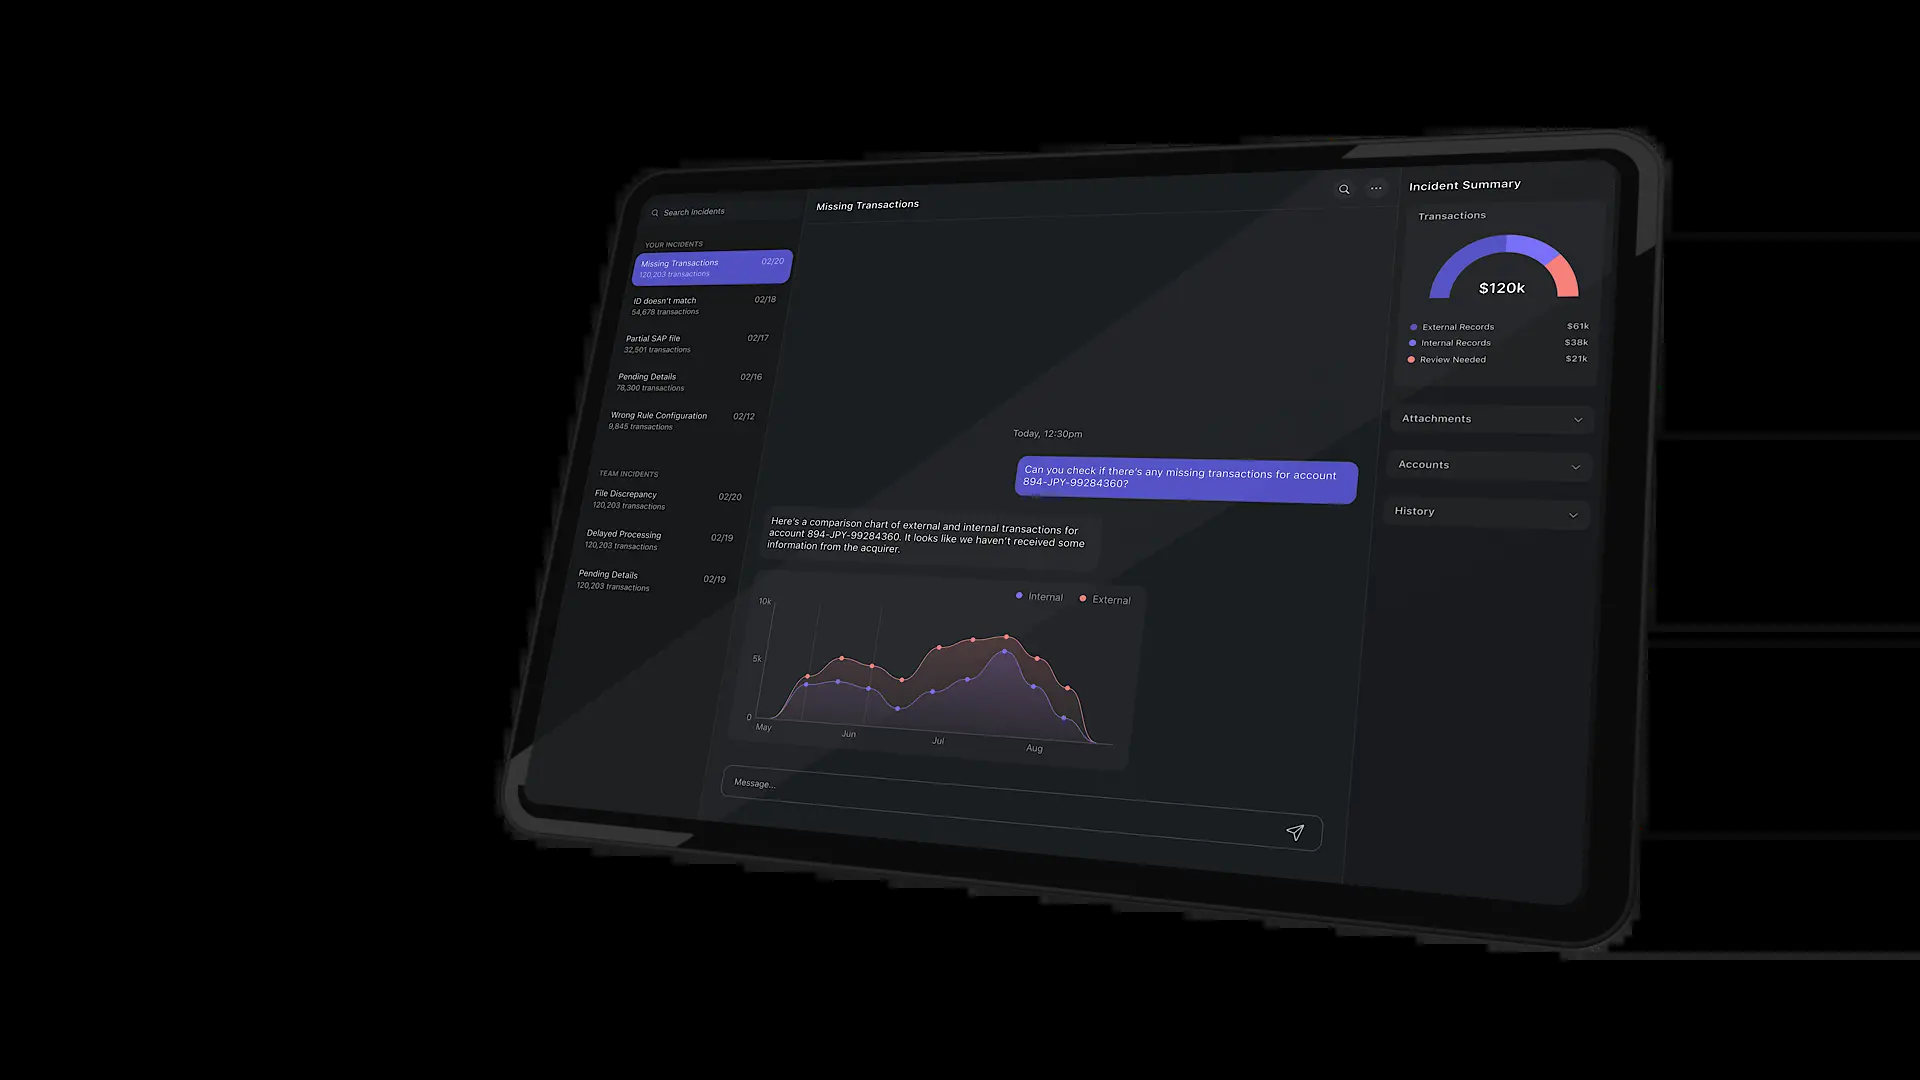 Search Incidents
YOUR INCIDENTS
Missing Transactions 02/20
120,203 transactions
ID doesn't match 02/18
54,678 transactions
Partial SAP file 02/17
32,501 transactions
Pending Details 02/16
78,300 transactions
Wrong Rule Configuration 02/12
9,845 transactions
TEAM INCIDENTS
File Discrepancy 02/20
120,203 transactions
Delayed Processing 02/19
120,203 transactions
Pending Details 02/19
120,203 transactions
Missing Transactions
Today, 12:30pm
Can you check if there's any missing transactions for account
894-JPY-99284360?
Here's a comparison chart of external and internal transactions for
account 894-JPY-99284360. It looks like we haven't received some
information from the acquirer.
Internal External
10k
5k
0
May Jun Jul Aug
Message...
Incident Summary
Transactions
$120k
External Records $61k
Internal Records $38k
Review Needed $21k
Attachments
Accounts
History